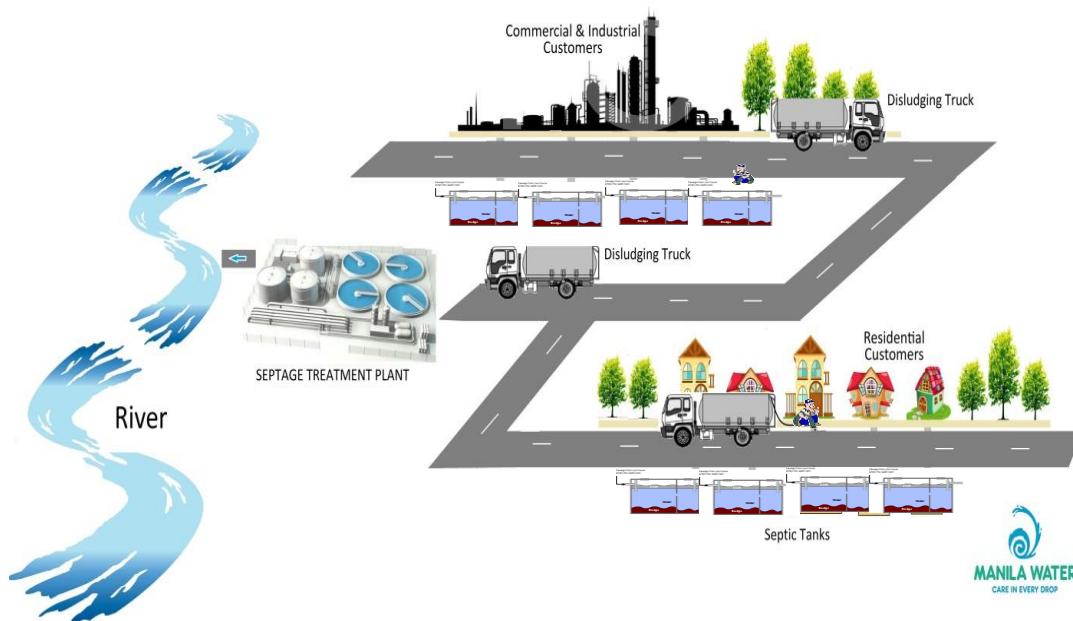 Commercial & Industrial
Customers
Disludging Truck
Disludging Truck
SEPTAGE TREATMENT PLANT
Residential
Customers
River
Septic Tanks
MANILA WATER
CARE IN EVERY DROP